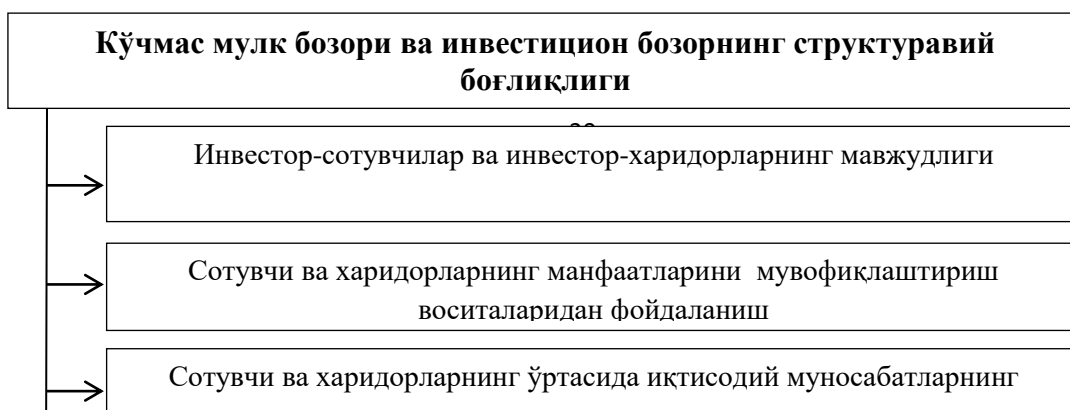 Кўчмас мулк бозори ва инвестицион бозорнинг структуравий
боғлиқлиги
Инвестор-сотувчилар ва инвестор-харидорларнинг мавжудлиги
Сотувчи ва харидорларнинг манфаатларини мувофиқлаштириш
воситаларидан фойдаланиш
Сотувчи ва харидорларнинг ўртасида иқтисодий муносабатларнинг